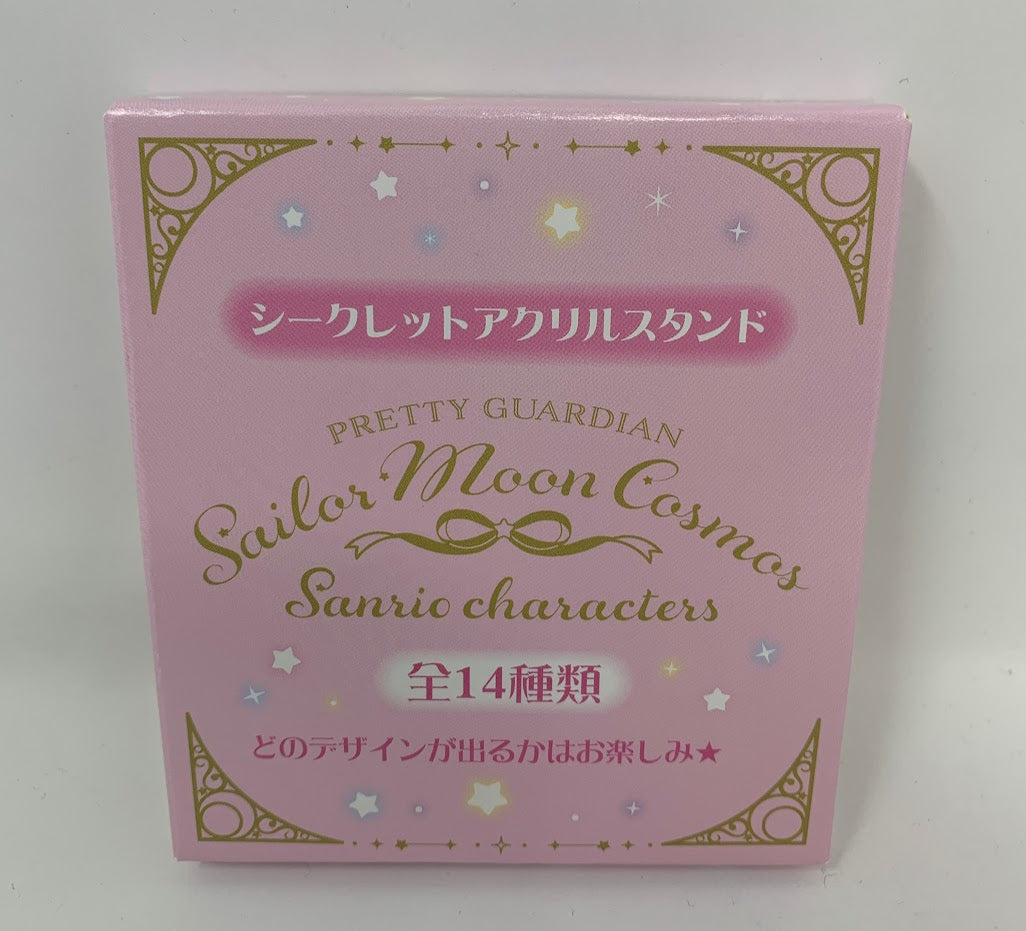 シークレットアクリルスタンド
PRETTY GUARDIAN
Sailor Moon Cosmos
Sanrio characters
全14種類
どのデザインが出るかはお楽しみ★